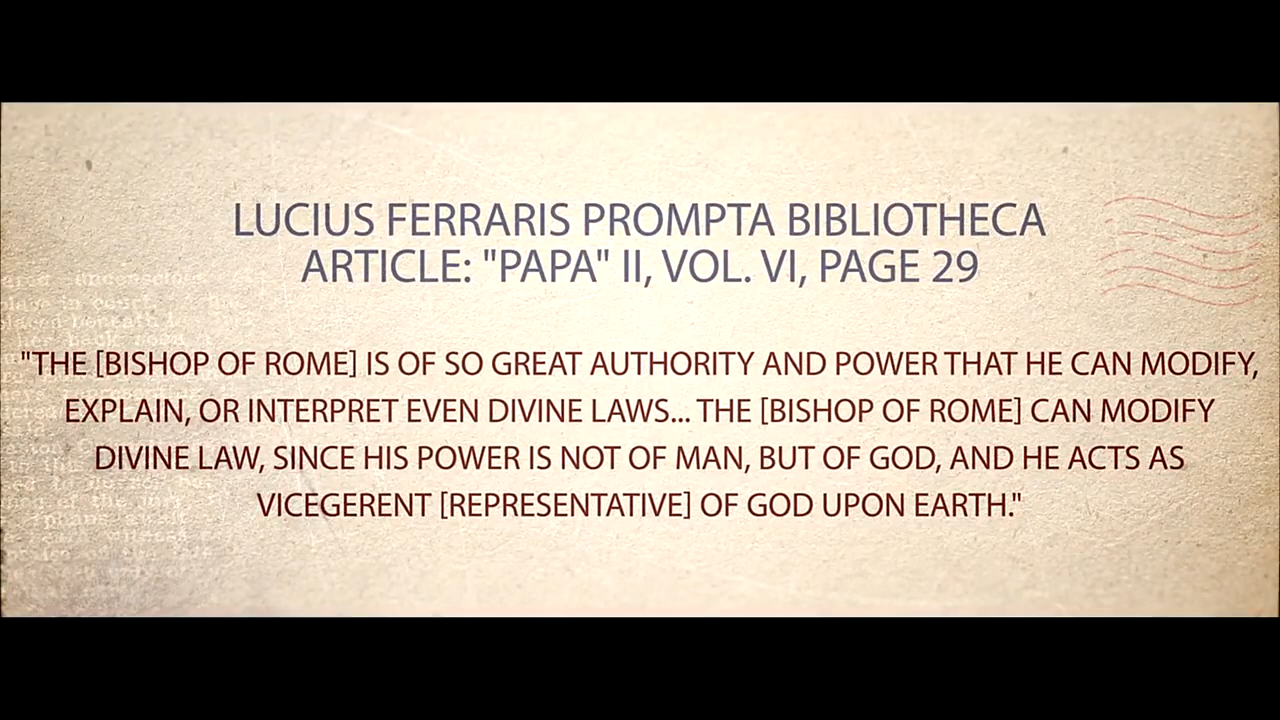 LUCIUS FERRARIS PROMPTA BIBLIOTHECA
ARTICLE: "PAPA" II, VOL. VI, PAGE 29
"THE [BISHOP OF ROME] IS OF SO GREAT AUTHORITY AND POWER THAT HE CAN MODIFY,
EXPLAIN, OR INTERPRET EVEN DIVINE LAWS... THE [BISHOP OF ROME] CAN MODIFY
DIVINE LAW, SINCE HIS POWER IS NOT OF MAN, BUT OF GOD, AND HE ACTS AS
VICEGERENT [REPRESENTATIVE] OF GOD UPON EARTH."